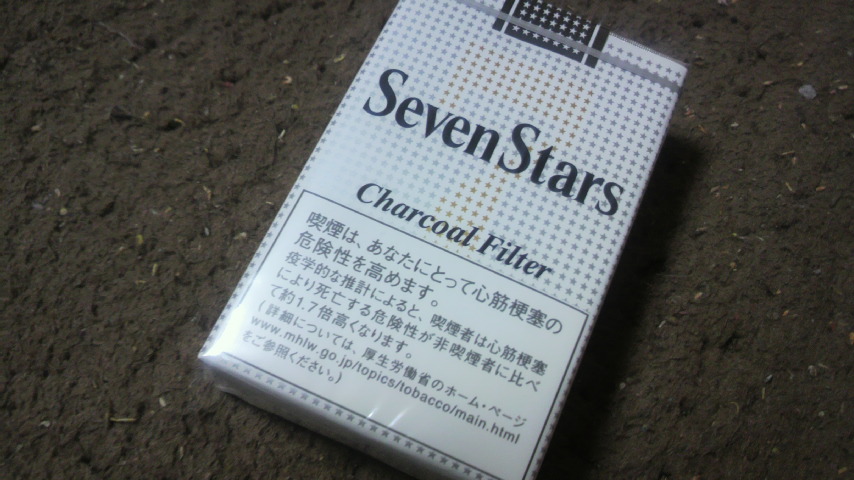 Seven Stars
Charcoal Filter
喫煙は、あなたにとって心筋梗塞の
危険性を高めます。
疫学的な推計によると、喫煙者は心筋梗塞
により死亡する危険性が非喫煙者に比べ
て約1.7倍高くなります。
(詳細については、厚生労働省のホーム・ページ
www.mhlw.go.jp/topics/tobacco/main.html
をご参照ください。)